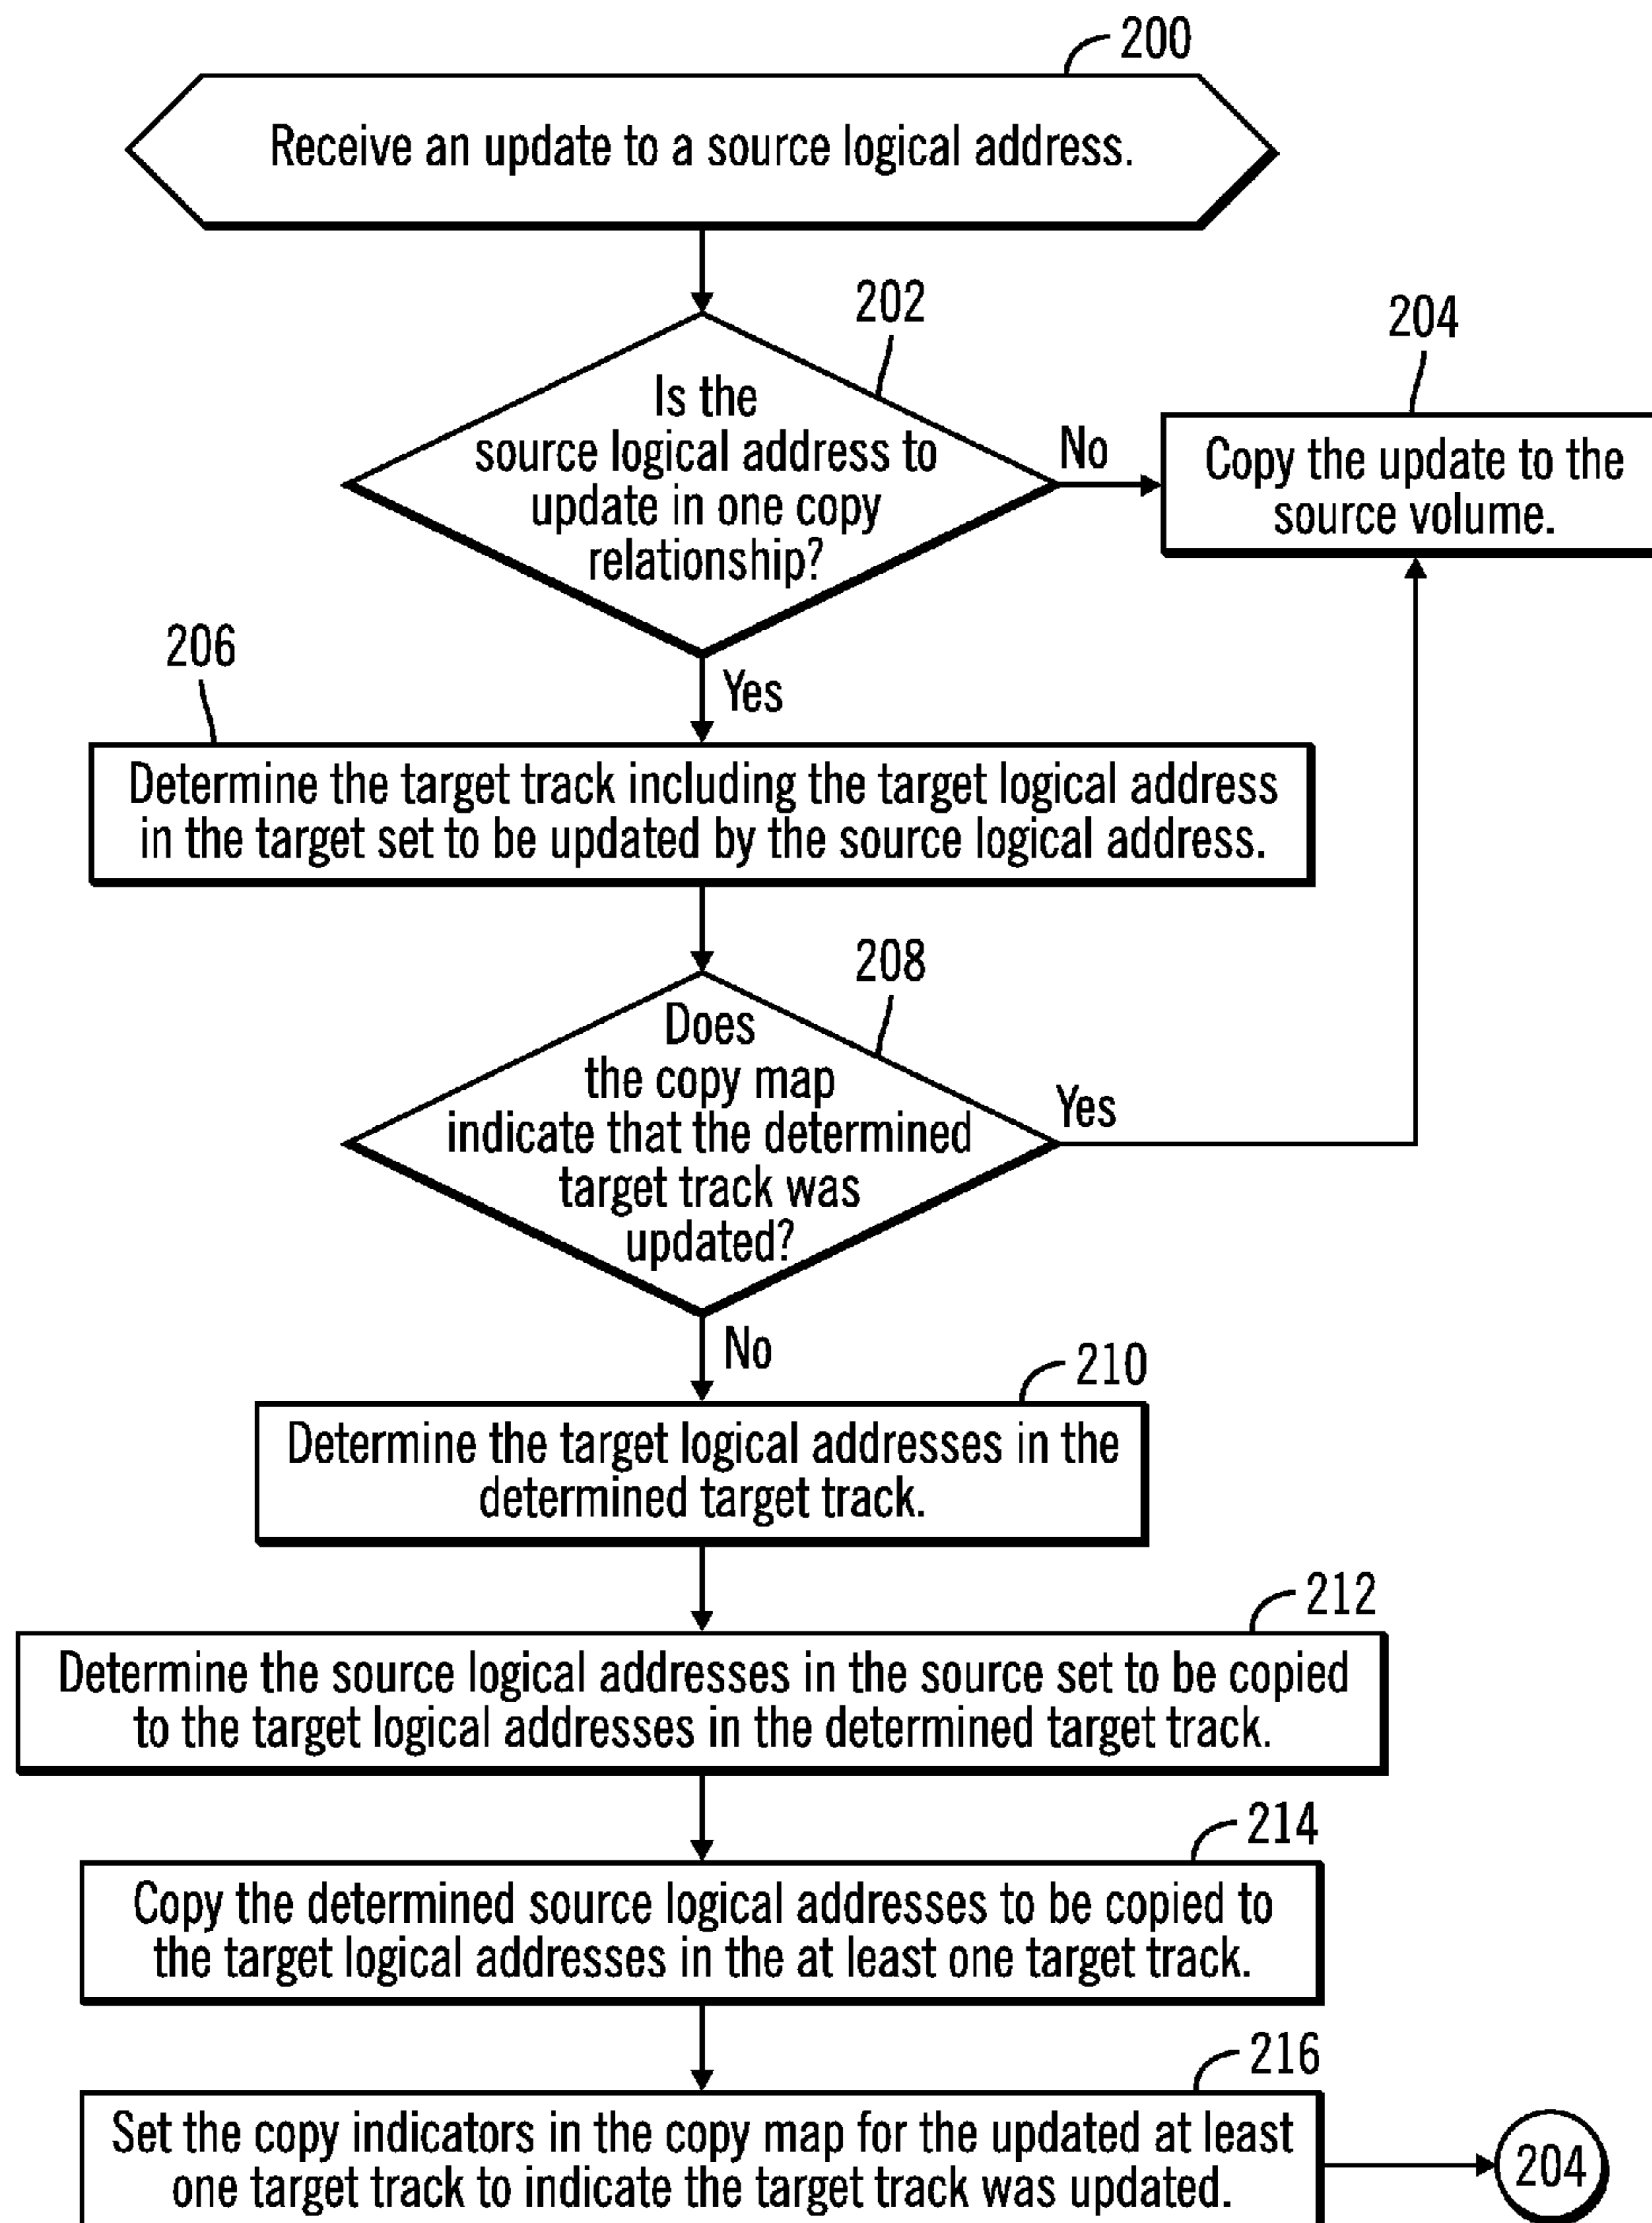 200
Receive an update to a source logical address.
202
Is the
source logical address to
update in one copy
relationship?
No
204
Copy the update to the
source volume.
Yes
206
Determine the target track including the target logical address
in the target set to be updated by the source logical address.
208
Does
the copy map
indicate that the determined
target track was
updated?
Yes
No
210
Determine the target logical addresses in the
determined target track.
212
Determine the source logical addresses in the source set to be copied
to the target logical addresses in the determined target track.
214
Copy the determined source logical addresses to be copied to
the target logical addresses in the at least one target track.
216
Set the copy indicators in the copy map for the updated at least
one target track to indicate the target track was updated.
204